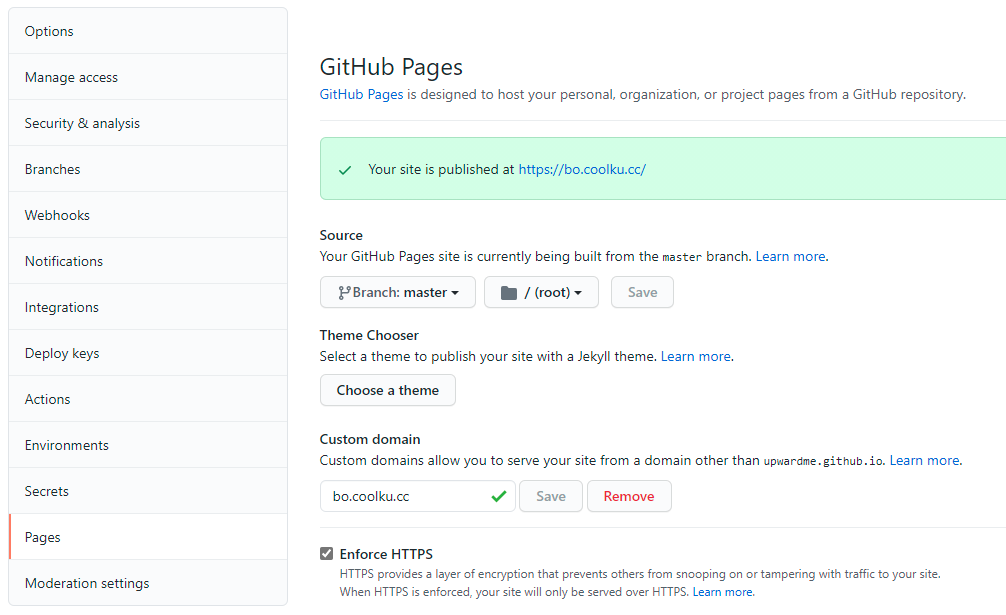 Options
Manage access
Security & analysis
Branches
Webhooks
Notifications
Integrations
Deploy keys
Actions
Environments
Secrets
Pages
Moderation settings
GitHub Pages
GitHub Pages is designed to host your personal, organization, or project pages from a GitHub repository.
Your site is published at https://bo.coolku.cc/
Source
Your GitHub Pages site is currently being built from the master branch. Learn more.
Branch: master
/ (root)
Save
Theme Chooser
Select a theme to publish your site with a Jekyll theme. Learn more.
Choose a theme
Custom domain
Custom domains allow you to serve your site from a domain other than upwardme.github.io. Learn more.
bo.coolku.cc
Save
Remove
Enforce HTTPS
HTTPS provides a layer of encryption that prevents others from snooping on or tampering with traffic to your site.
When HTTPS is enforced, your site will only be served over HTTPS. Learn more.